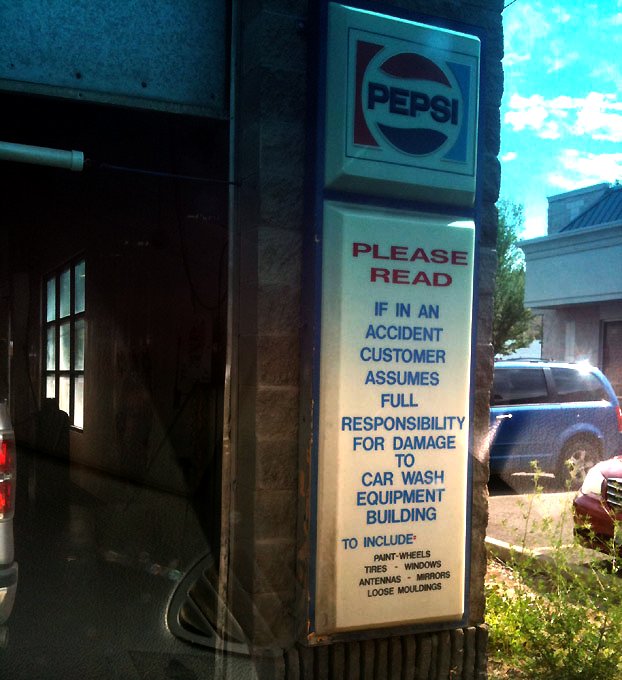 PEPSI
PLEASE
READ
IF IN AN
ACCIDENT
CUSTOMER
ASSUMES
FULL
RESPONSIBILITY
FOR DAMAGE
TO
CAR WASH
EQUIPMENT
BUILDING
TO INCLUDE:
PAINT-WHEELS
TIRES - WINDOWS
ANTENNAS - MIRRORS
LOOSE MOULDINGS